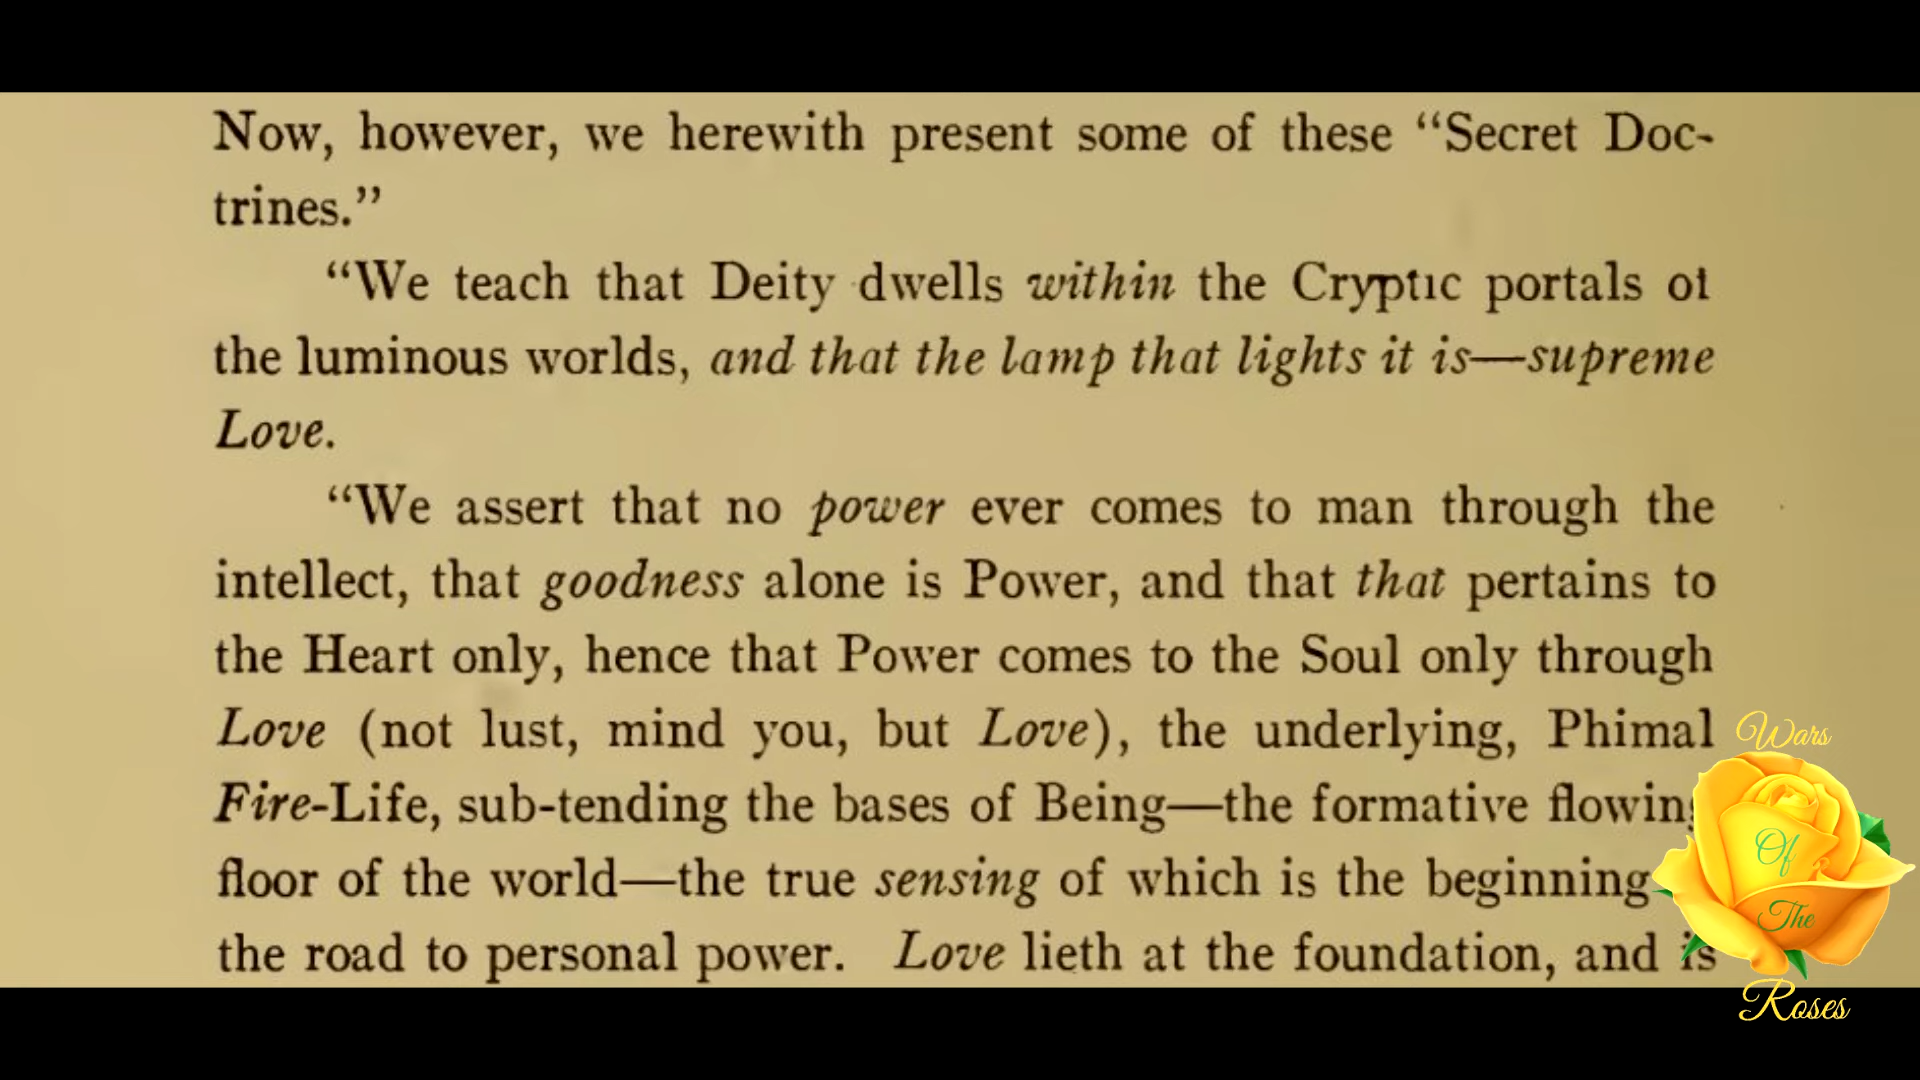 Now, however, we herewith present some of these “Secret Doc-
trines.”
“We teach that Deity dwells within the Cryptic portals of
the luminous worlds, and that the lamp that lights it is—supreme
Love.
“We assert that no power ever comes to man through the
intellect, that goodness alone is Power, and that that pertains to
the Heart only, hence that Power comes to the Soul only through
Love (not lust, mind you, but Love), the underlying, Phimal
Fire-Life, sub-tending the bases of Being—the formative flowing
floor of the world—the true sensing of which is the beginning
the road to personal power. Love lieth at the foundation, and is
Wars
Of
The
Roses